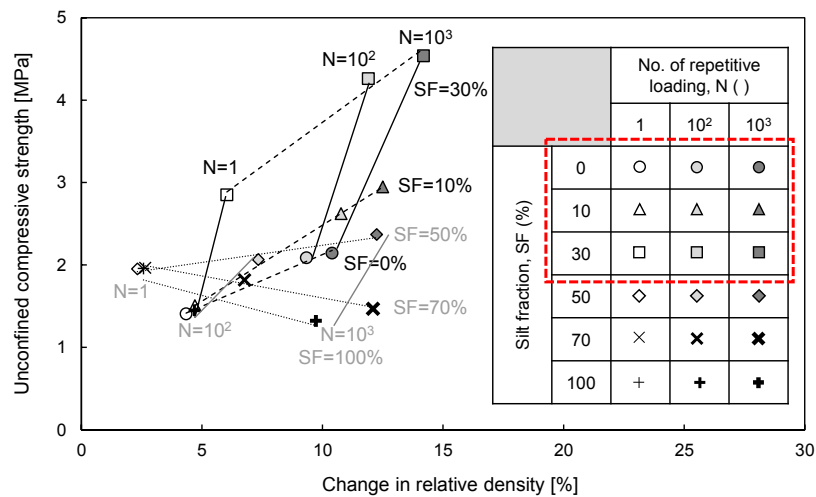 Unconfined compressive strength [MPa]
5
4
3
2
1
0
0
5
10
15
20
25
30
Change in relative density [%]
N=10³
N=10²
SF=30%
N=1
SF=10%
SF=50%
SF=0%
N=1
N=10²
SF=70%
N=10³
SF=100%
No. of repetitive
loading, N ( )
1 10² 10³
Silt fraction, SF (%)
0
10
30
50
70
100